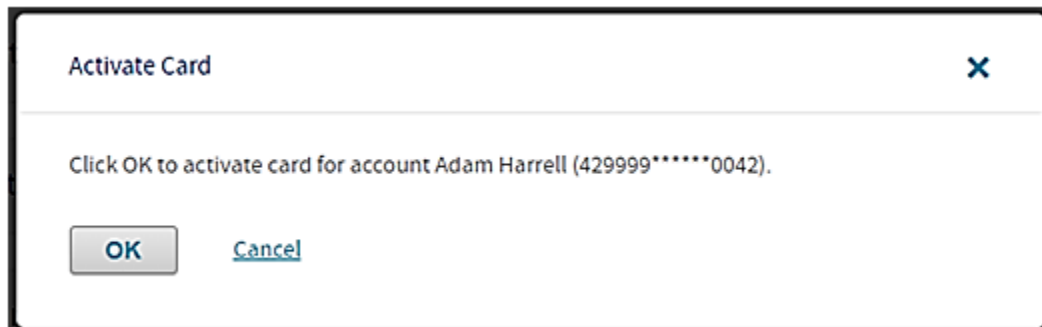 Activate Card
Click OK to activate card for account Adam Harrell (429999******0042).
OK Cancel